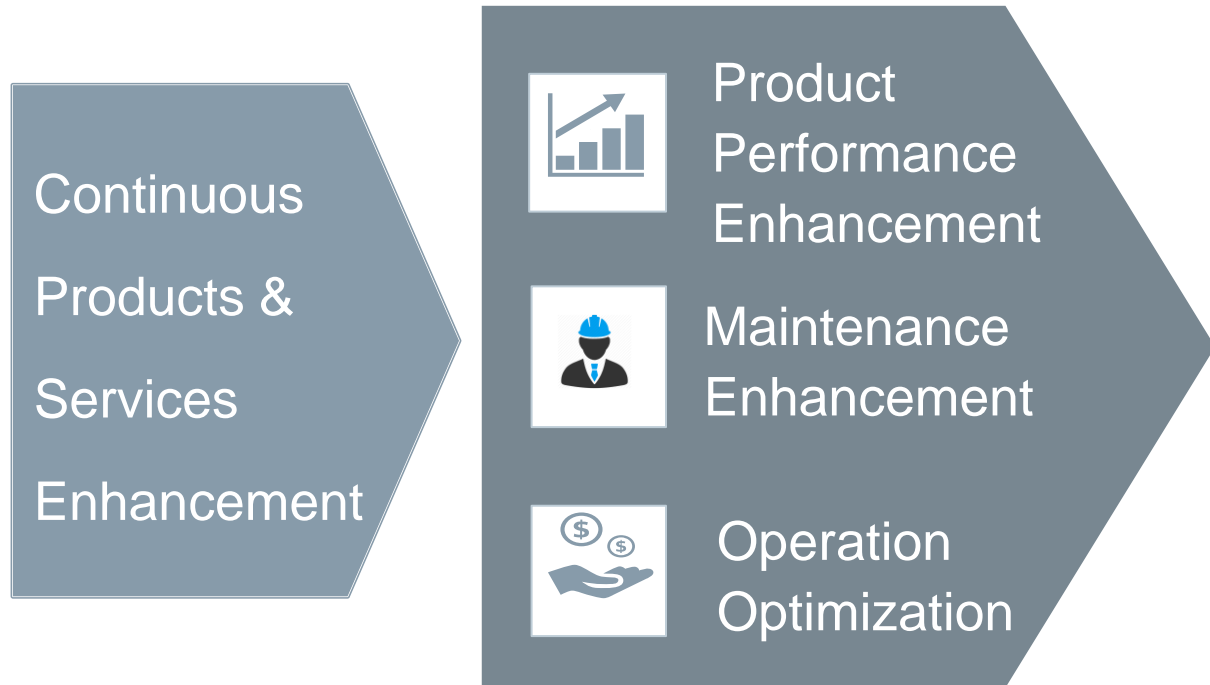 Continuous
Products &
Services
Enhancement
Product
Performance
Enhancement
Maintenance
Enhancement
$
$
Operation
Optimization